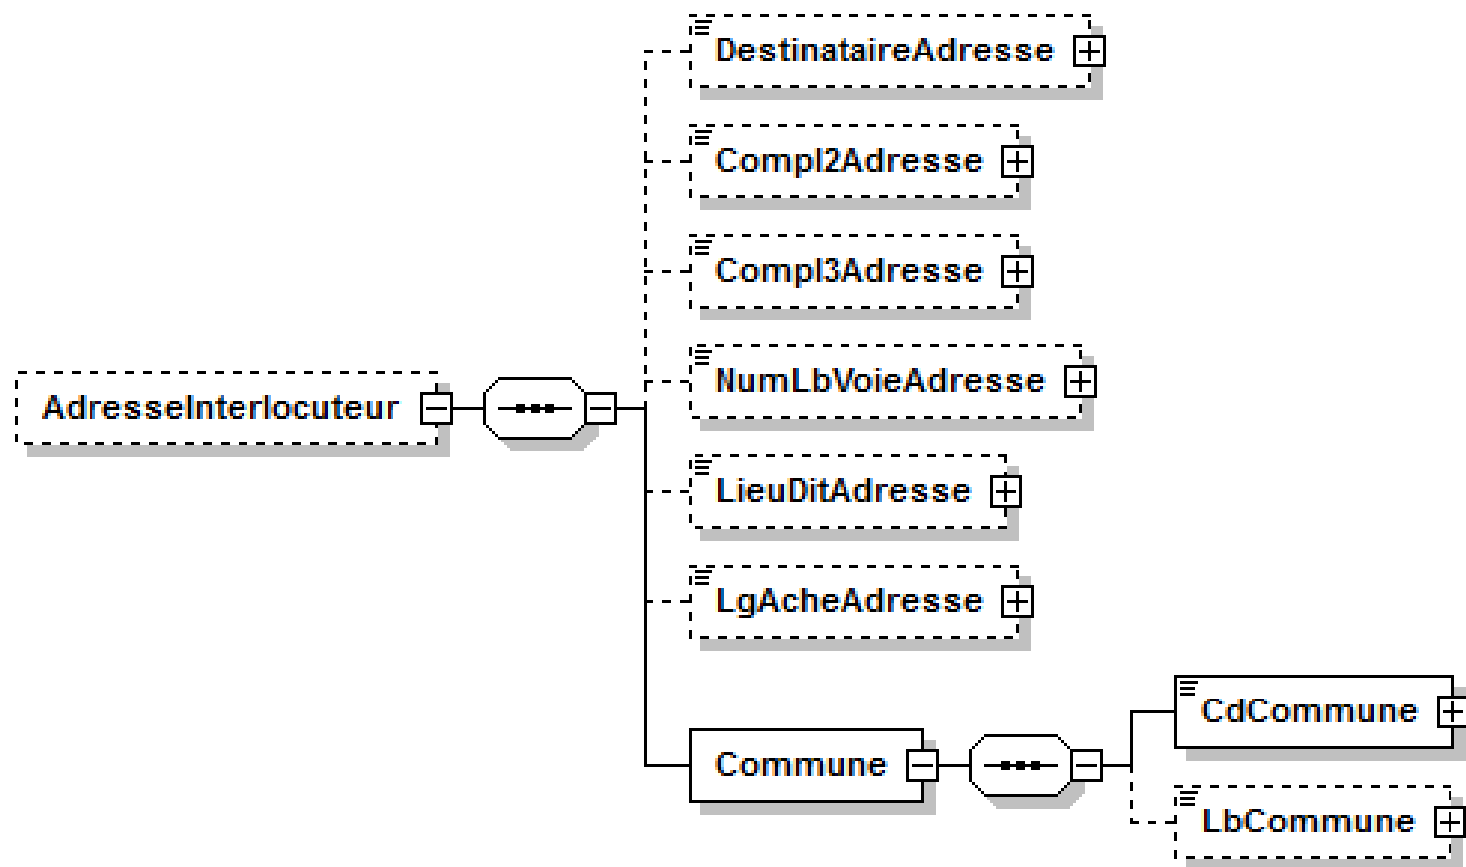 DestinataireAdresse
Compl2Adresse
Compl3Adresse
NumLbVoieAdresse
AdresseInterlocuteur
LieuDitAdresse
LgAcheAdresse
CdCommune
Commune
LbCommune